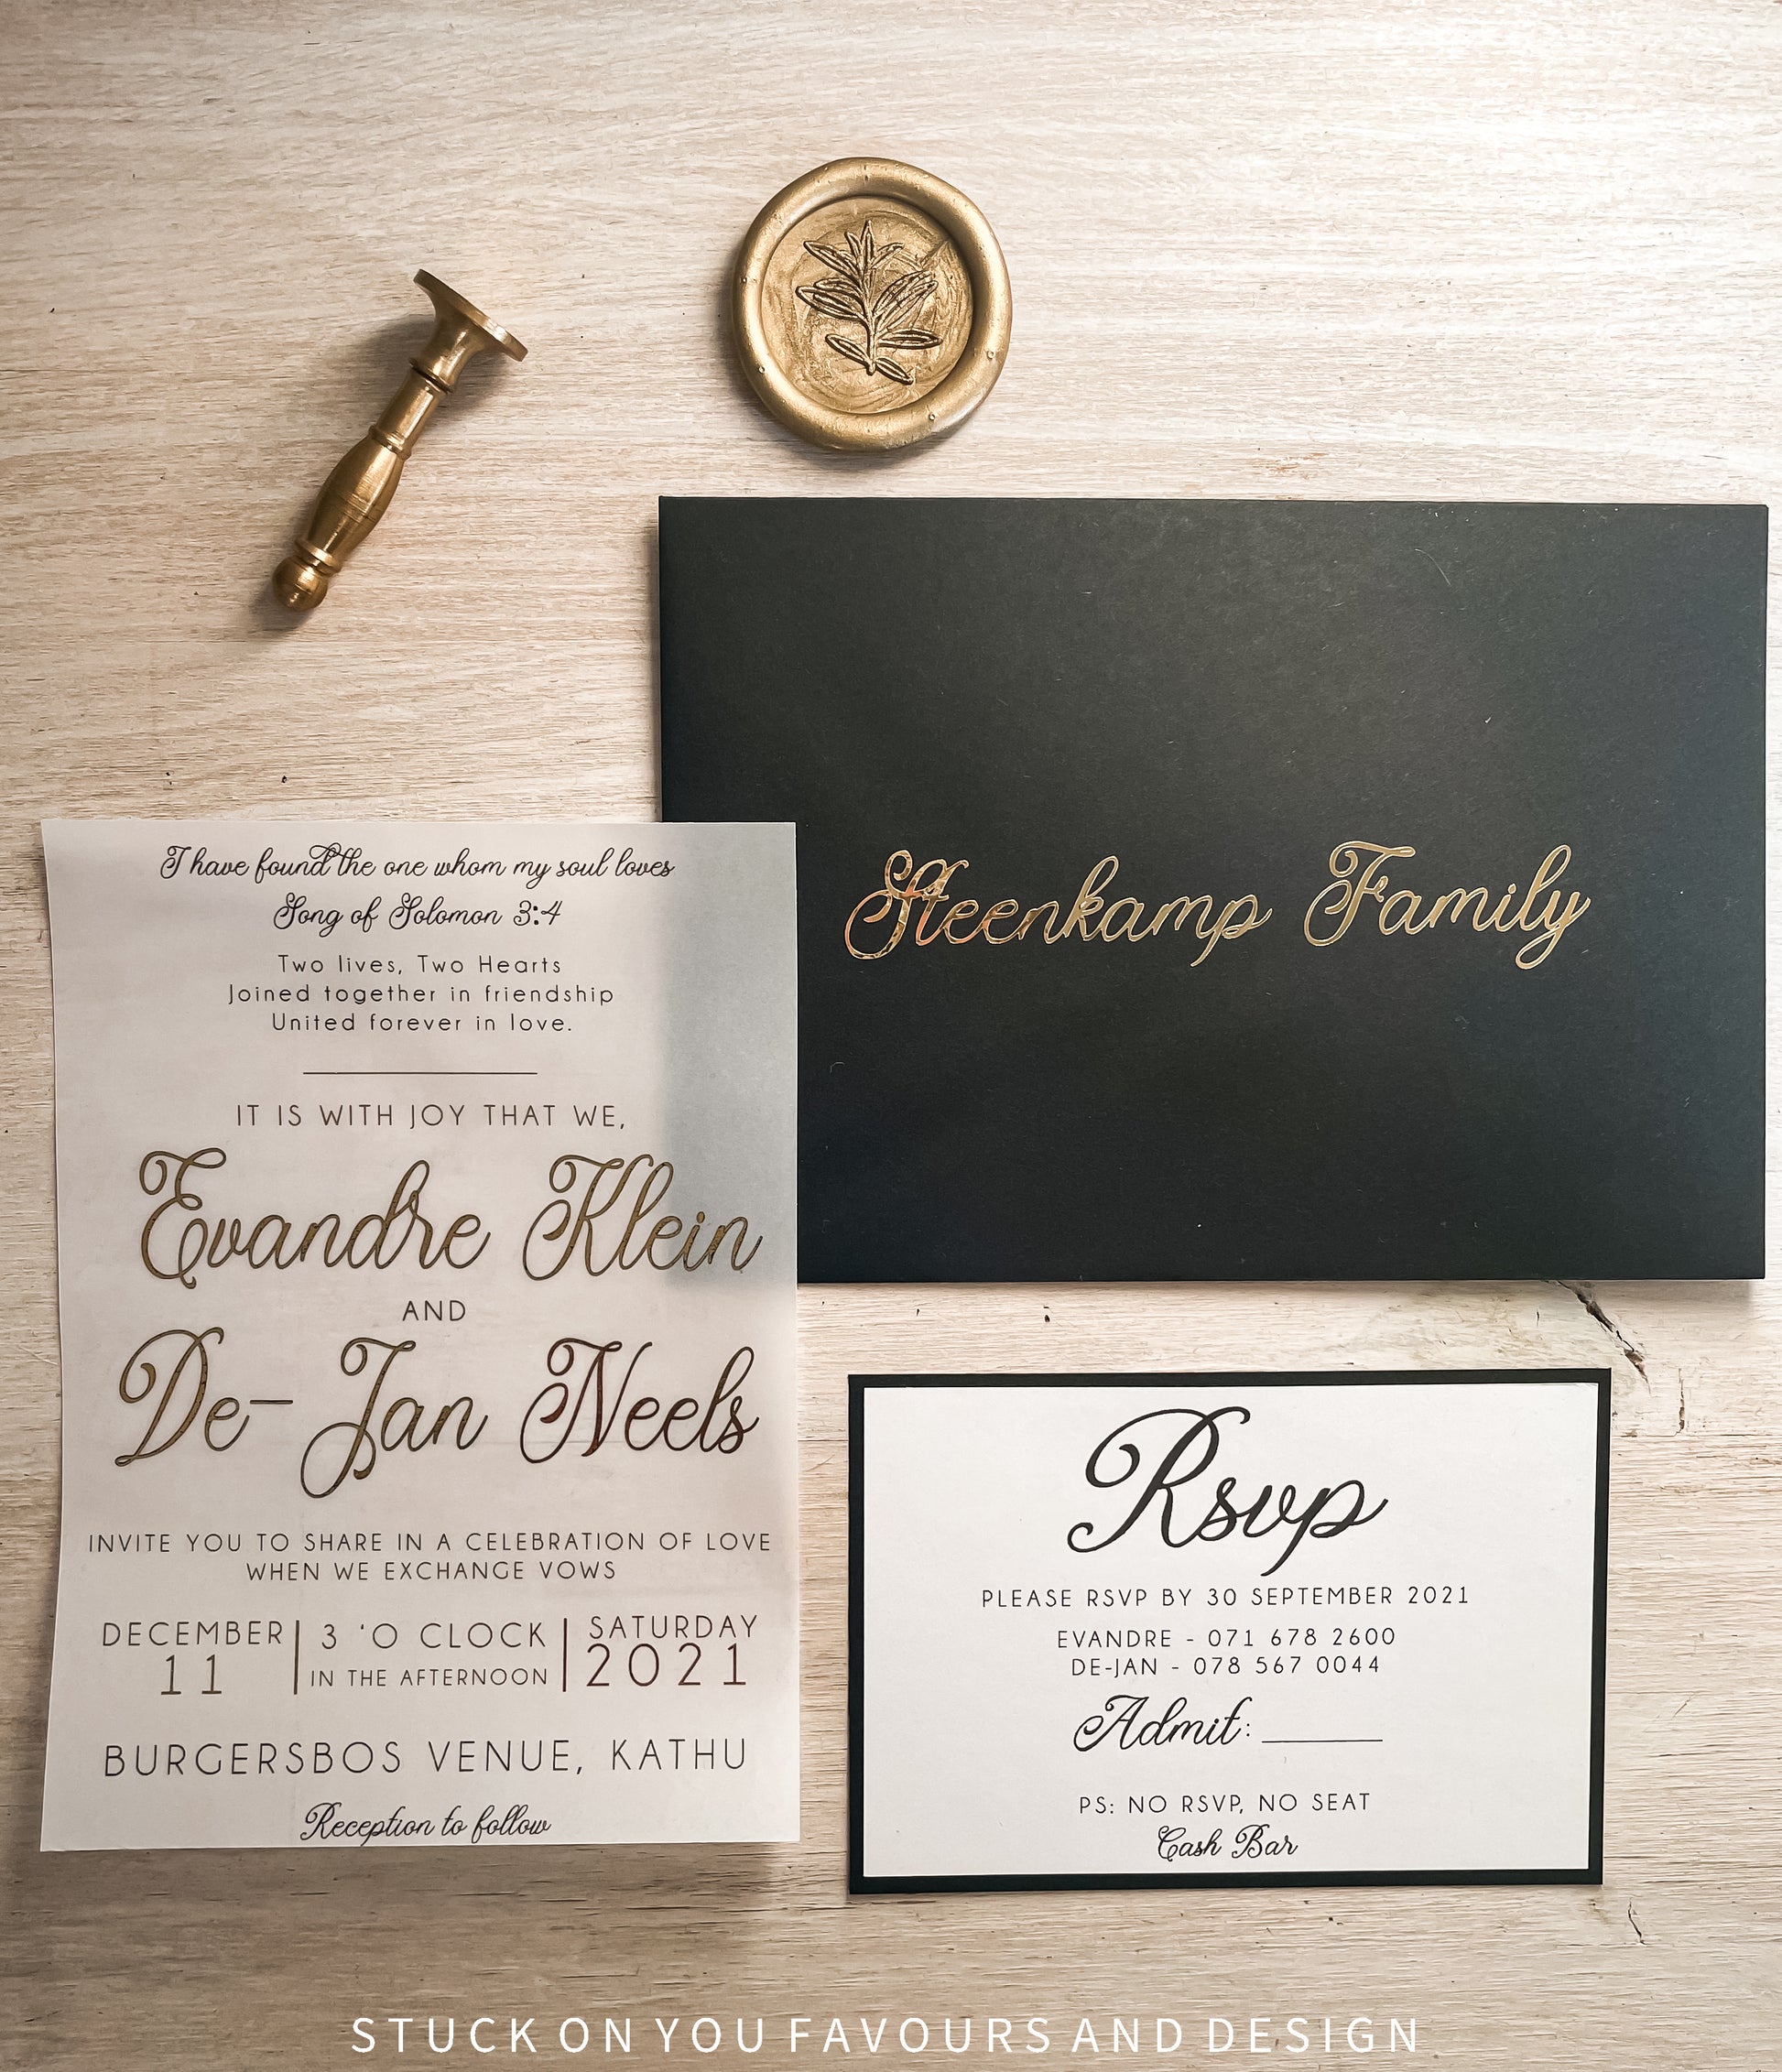 Steenkamp Family
I have found the one whom my soul loves
Song of Solomon 3:4
Two lives, Two Hearts
Joined together in friendship
United forever in love.
IT IS WITH JOY THAT WE,
Evandre Klein
AND
De-Jan Neels
INVITE YOU TO SHARE IN A CELEBRATION OF LOVE
WHEN WE EXCHANGE VOWS
DECEMBER
11
3 'O CLOCK
IN THE AFTERNOON
SATURDAY
2021
BURGERSBOS VENUE, KATHU
Reception to follow
Rsvp
PLEASE RSVP BY 30 SEPTEMBER 2021
EVANDRE - 071 678 2600
DE-JAN - 078 567 0044
Admit: ______
PS: NO RSVP, NO SEAT
Cash Bar
STUCK ON YOU FAVOURS AND DESIGN